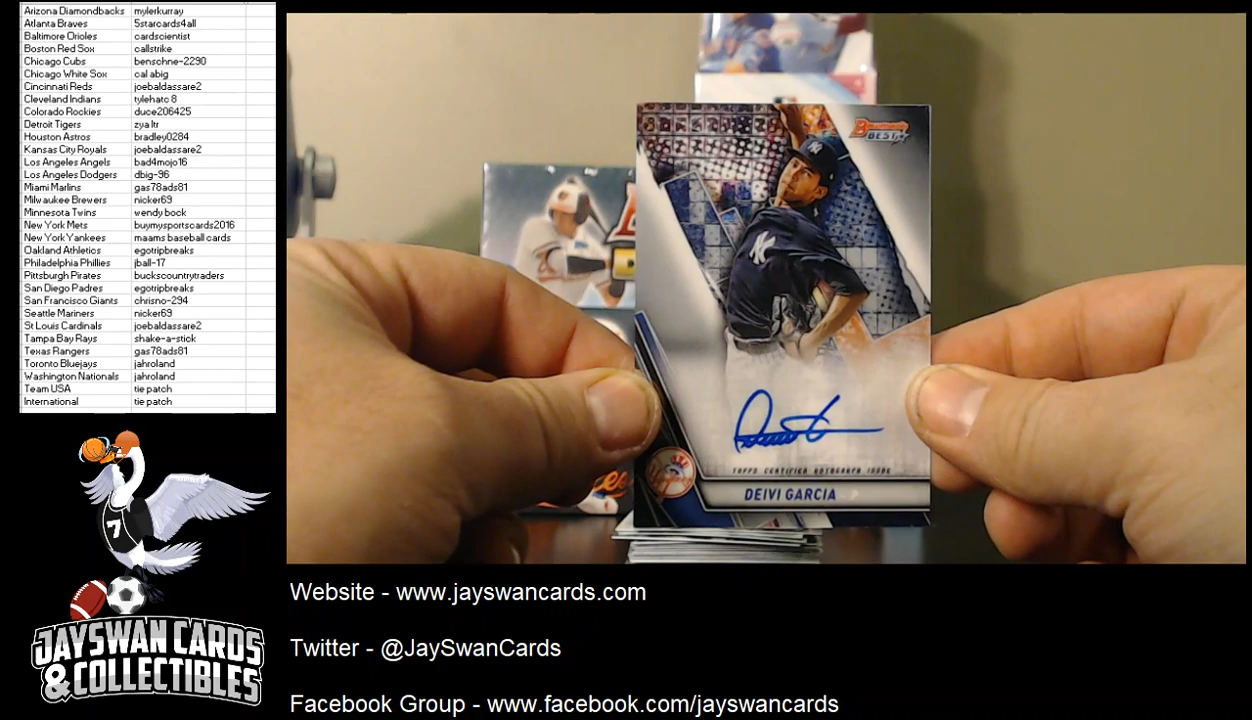 Arizona Diamondbacks mylerkurray
Atlanta Braves 5starcards4all
Baltimore Orioles cardscientist
Boston Red Sox callstrike
Chicago Cubs benschne-2290
Chicago White Sox cal abig
Cincinnati Reds joebaldassare2
Cleveland Indians tylehatc 8
Colorado Rockies duce206425
Detroit Tigers zya ltr
Houston Astros bradley0284
Kansas City Royals joebaldassare2
Los Angeles Angels bad4mojo16
Los Angeles Dodgers dbig-96
Miami Marlins gas78ads81
Milwaukee Brewers nicker69
Minnesota Twins wendy bock
New York Mets buymysportscards2016
New York Yankees maams baseball cards
Oakland Athletics egotripbreaks
Philadelphia Phillies jball-17
Pittsburgh Pirates buckscountrytraders
San Diego Padres egotripbreaks
San Francisco Giants chrisno-294
Seattle Mariners nicker69
St Louis Cardinals joebaldassare2
Tampa Bay Rays shake-a-stick
Texas Rangers gas78ads81
Toronto Bluejays jahroland
Washington Nationals jahroland
Team USA tie patch
International tie patch
7
JAYSWAN CARDS
& COLLECTIBLES
Bowman's
BEST
NY
NY
TOPPS CERTIFIED AUTOGRAPH ISSUE
DEIVI GARCIA P
Website - www.jayswancards.com
Twitter - @JaySwanCards
Facebook Group - www.facebook.com/jayswancards